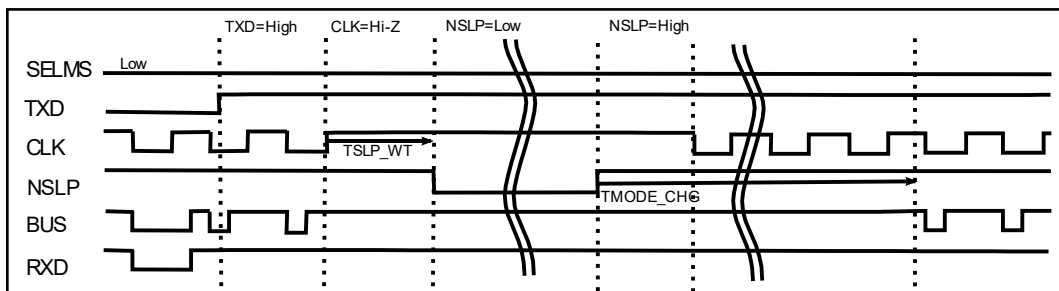 TXD=High CLK=Hi-Z NSLP=Low NSLP=High
SELMS Low
TXD
CLK
TSLP_WT
NSLP
TMODE_CHG
BUS
RXD